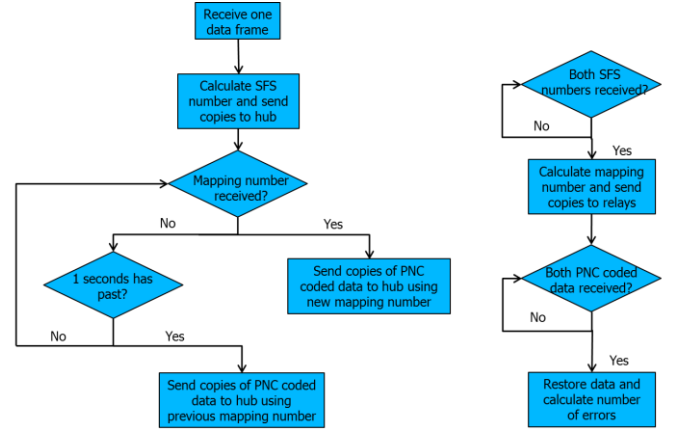 Receive one
data frame
Calculate SFS
number and send
copies to hub
Mapping number
received?
No
Yes
1 seconds has
past?
Send copies of PNC
coded data to hub using
new mapping number
No
Yes
Send copies of PNC coded
data to hub using
previous mapping number
Both SFS
numbers received?
No
Yes
Calculate mapping
number and send
copies to relays
Both PNC coded
data received?
No
Yes
Restore data and
calculate number
of errors